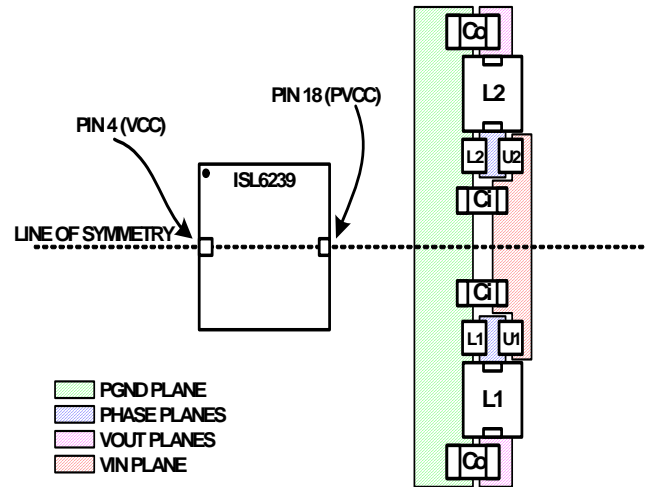 Co
L2
PIN 18 (PVCC)
PIN 4 (VCC)
L2
U2
ISL6239
Ci
LINE OF SYMMETRY
Ci
L1
U1
L1
PGND PLANE
PHASE PLANES
VOUT PLANES
VIN PLANE
Co